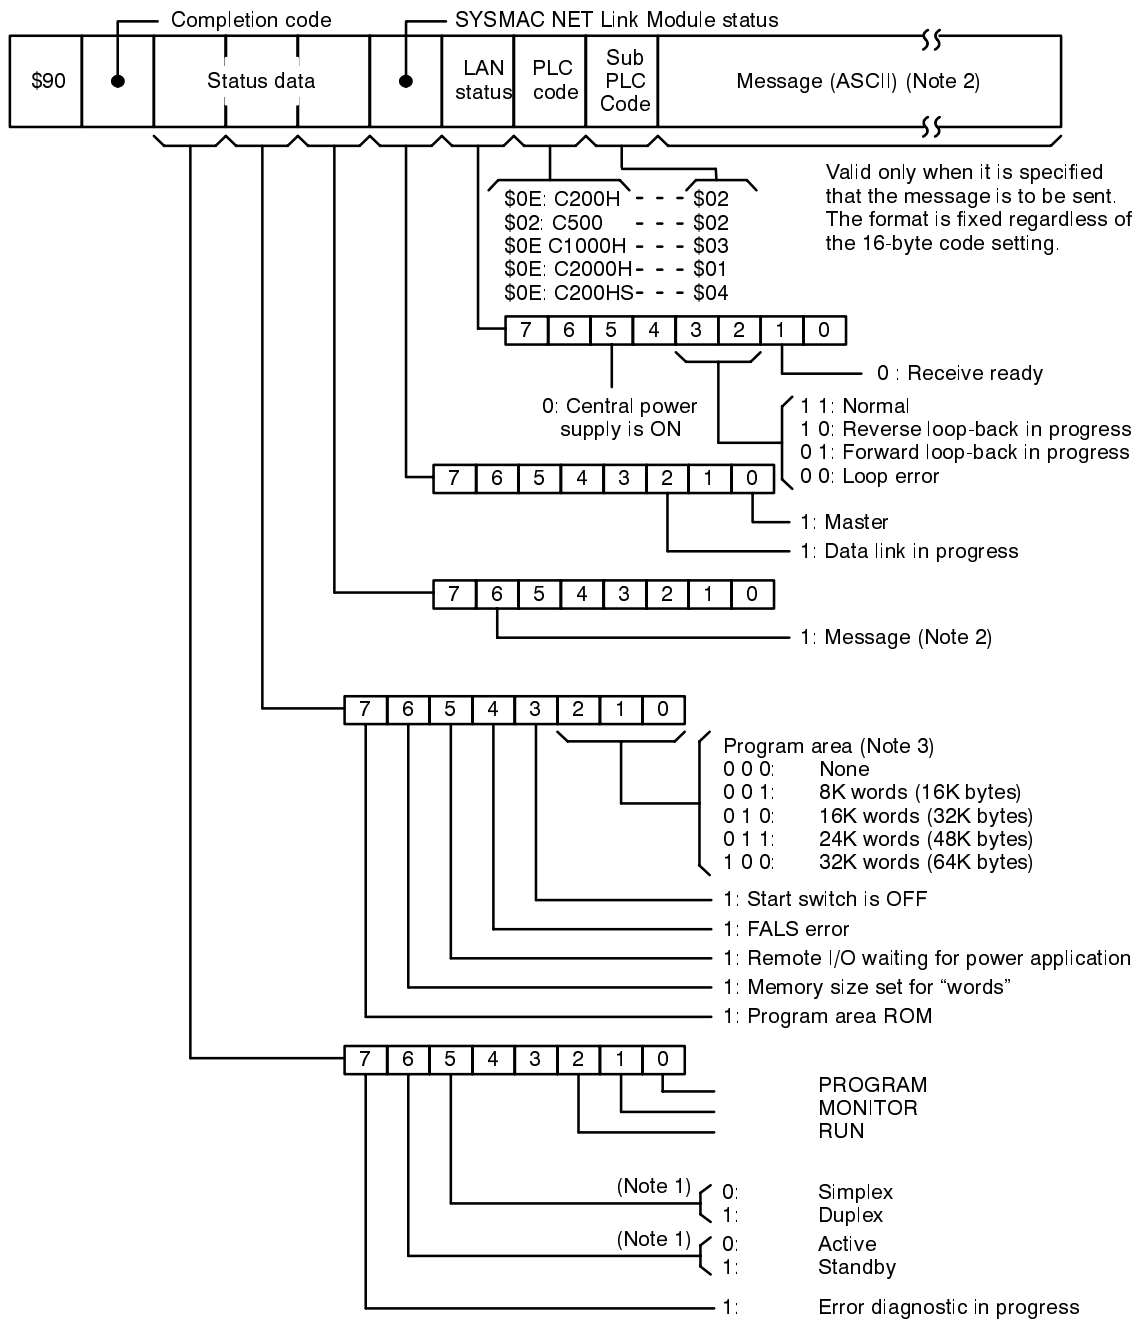 Completion code
SYSMAC NET Link Module status
$90
Status data
LAN
status
PLC
code
Sub
PLC
Code
Message (ASCII) (Note 2)
Valid only when it is specified
that the message is to be sent.
The format is fixed regardless of
the 16-byte code setting.
$0E: C200H - - - $02
$02: C500 - - - $02
$0E C1000H - - - $03
$0E: C2000H - - - $01
$0E: C200HS - - - $04
7 6 5 4 3 2 1 0
0 : Receive ready
0: Central power
supply is ON
1 1: Normal
1 0: Reverse loop-back in progress
0 1: Forward loop-back in progress
0 0: Loop error
7 6 5 4 3 2 1 0
1: Master
1: Data link in progress
7 6 5 4 3 2 1 0
1: Message (Note 2)
7 6 5 4 3 2 1 0
Program area (Note 3)
0 0 0: None
0 0 1: 8K words (16K bytes)
0 1 0: 16K words (32K bytes)
0 1 1: 24K words (48K bytes)
1 0 0: 32K words (64K bytes)
1: Start switch is OFF
1: FALS error
1: Remote I/O waiting for power application
1: Memory size set for “words”
1: Program area ROM
7 6 5 4 3 2 1 0
PROGRAM
MONITOR
RUN
(Note 1) 0: Simplex
1: Duplex
(Note 1) 0: Active
1: Standby
1: Error diagnostic in progress